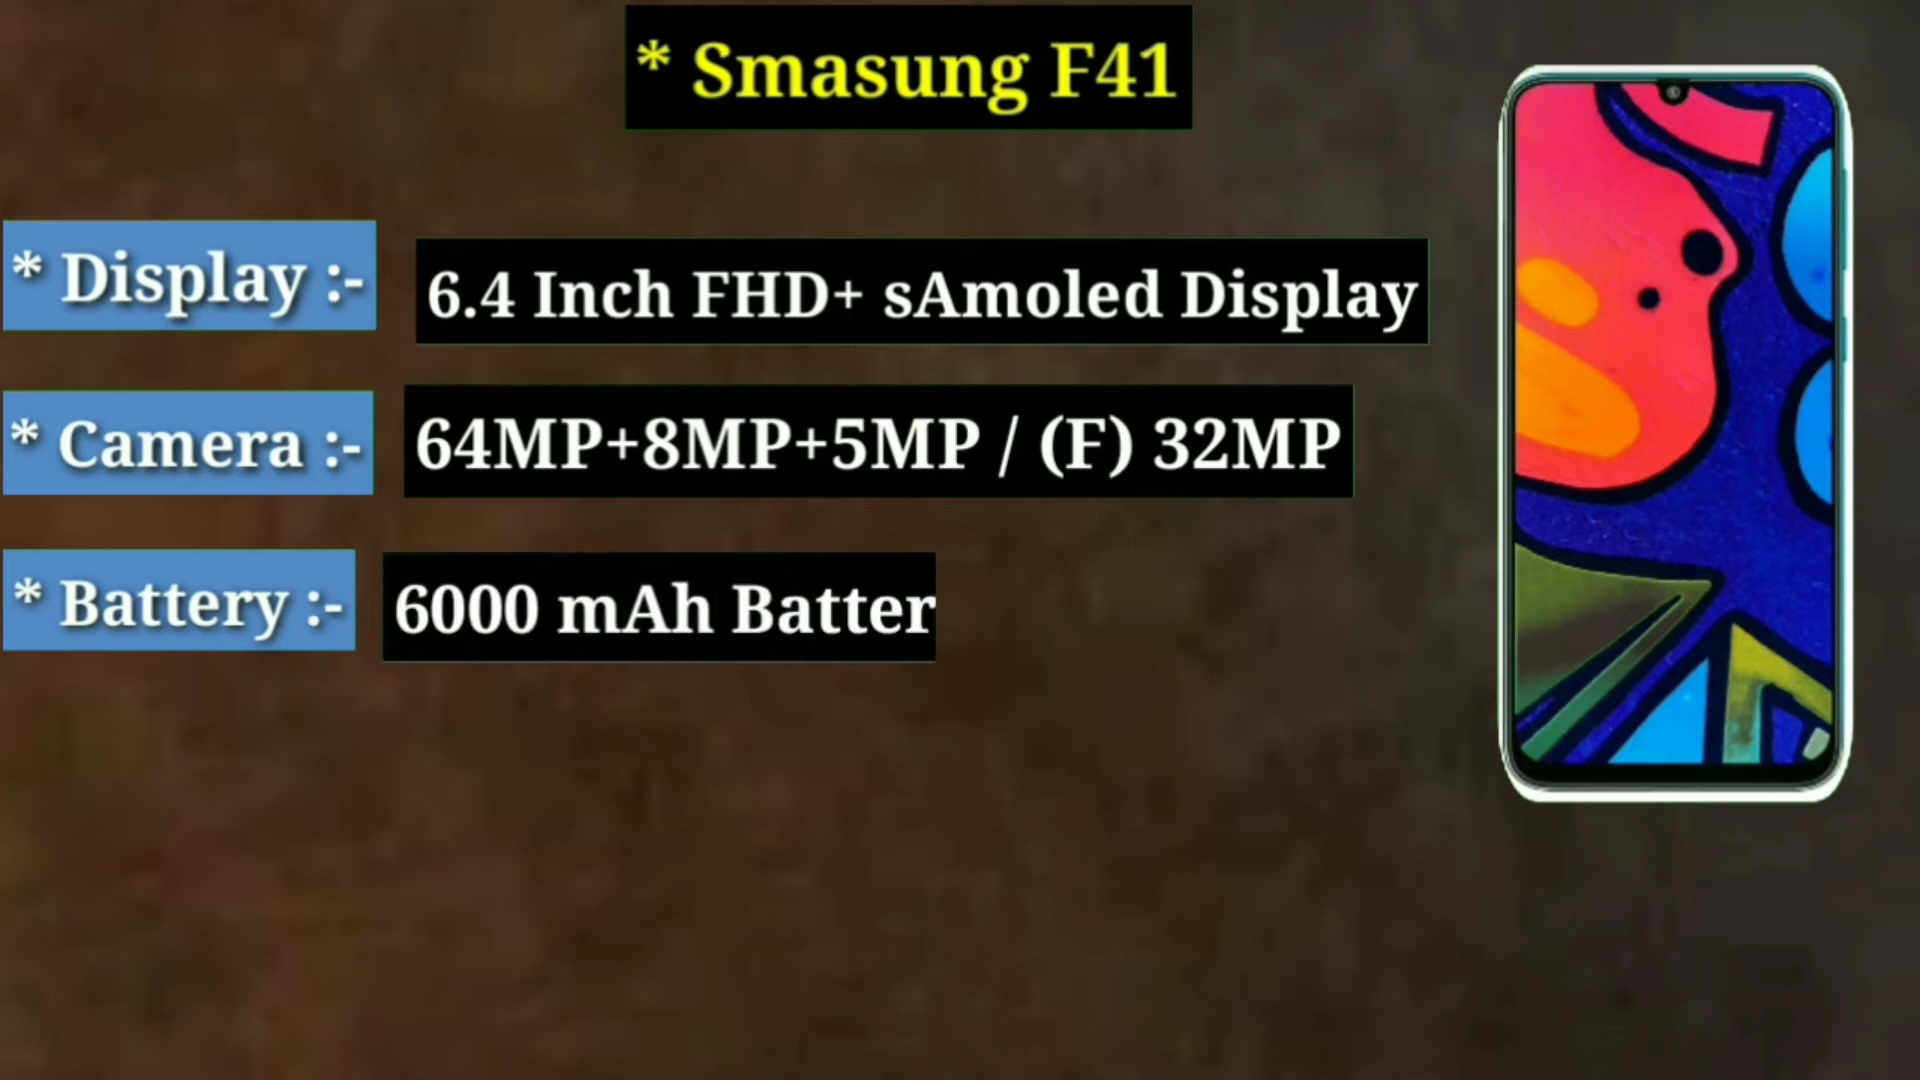 * Smasung F41
* Display :- 6.4 Inch FHD+ sAmoled Display
* Camera :- 64MP+8MP+5MP / (F) 32MP
* Battery :- 6000 mAh Batter